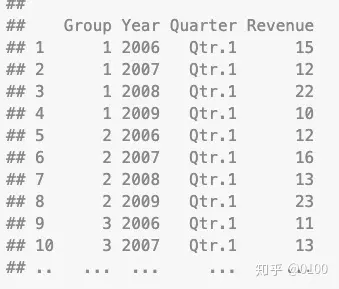 ##
## Group Year Quarter Revenue
## 1 1 2006 Qtr.1 15
## 2 1 2007 Qtr.1 12
## 3 1 2008 Qtr.1 22
## 4 1 2009 Qtr.1 10
## 5 2 2006 Qtr.1 12
## 6 2 2007 Qtr.1 16
## 7 2 2008 Qtr.1 13
## 8 2 2009 Qtr.1 23
## 9 3 2006 Qtr.1 11
## 10 3 2007 Qtr.1 13
## .. ... ... ... ...
知乎 @0100